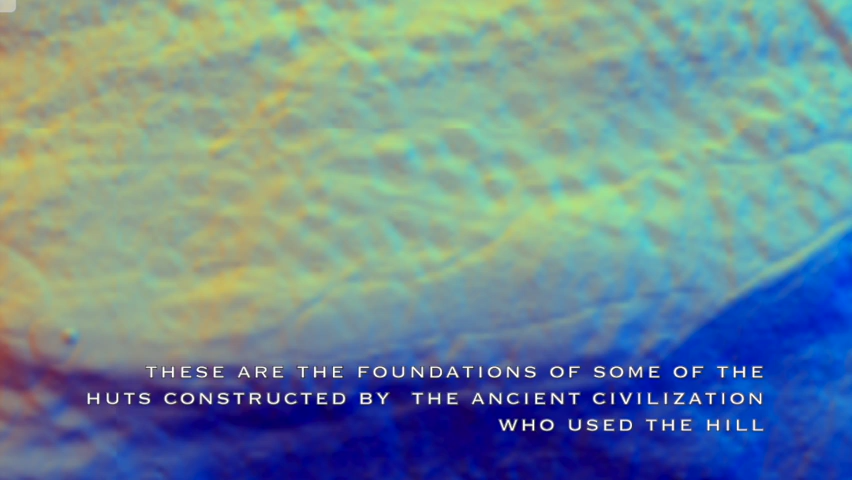 THESE ARE THE FOUNDATIONS OF SOME OF THE
HUTS CONSTRUCTED BY THE ANCIENT CIVILIZATION
WHO USED THE HILL